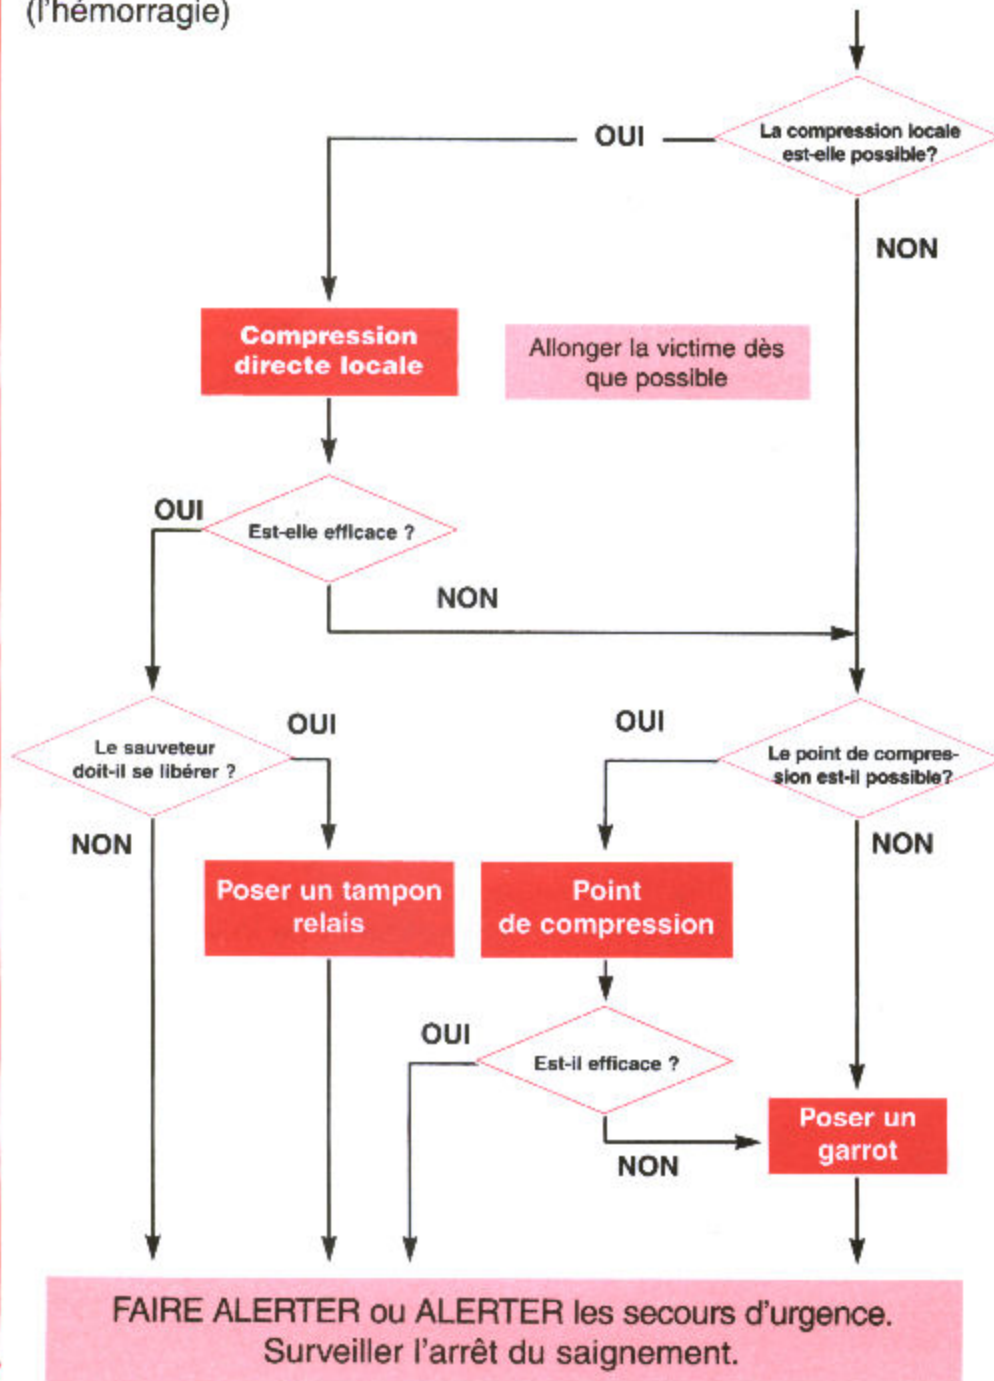 (l'hémorragie)
La compression locale
est-elle possible?
OUI
NON
Compression
directe locale
Allonger la victime dès
que possible
Est-elle efficace ?
OUI
NON
Le sauveteur
doit-il se libérer ?
OUI
NON
Le point de compres-
sion est-il possible?
OUI
NON
Poser un tampon
relais
Point
de compression
Est-il efficace ?
OUI
NON
Poser un
garrot
FAIRE ALERTER ou ALERTER les secours d'urgence.
Surveiller l'arrêt du saignement.